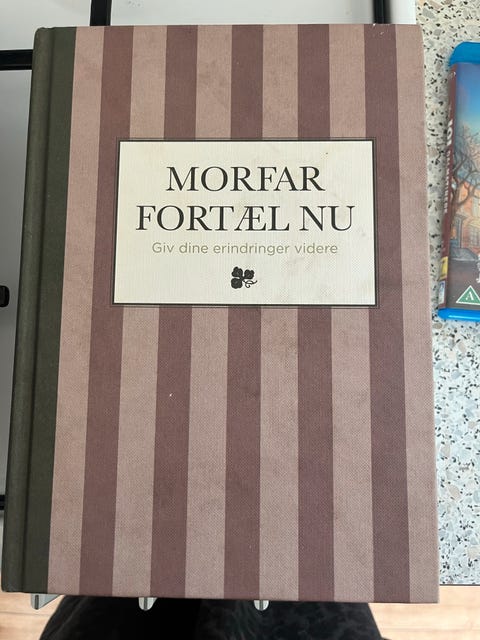 MORFAR
FORTÆL NU
Giv dine erindringer videre
A